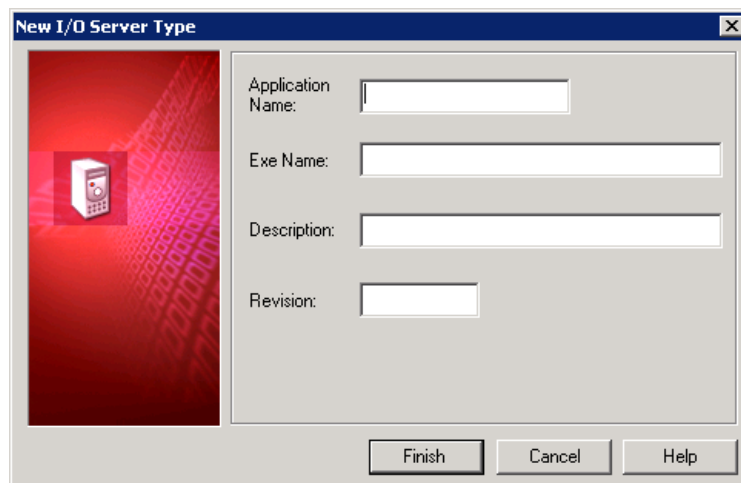 New I/O Server Type
Application
Name:
Exe Name:
Description:
Revision:
Finish Cancel Help